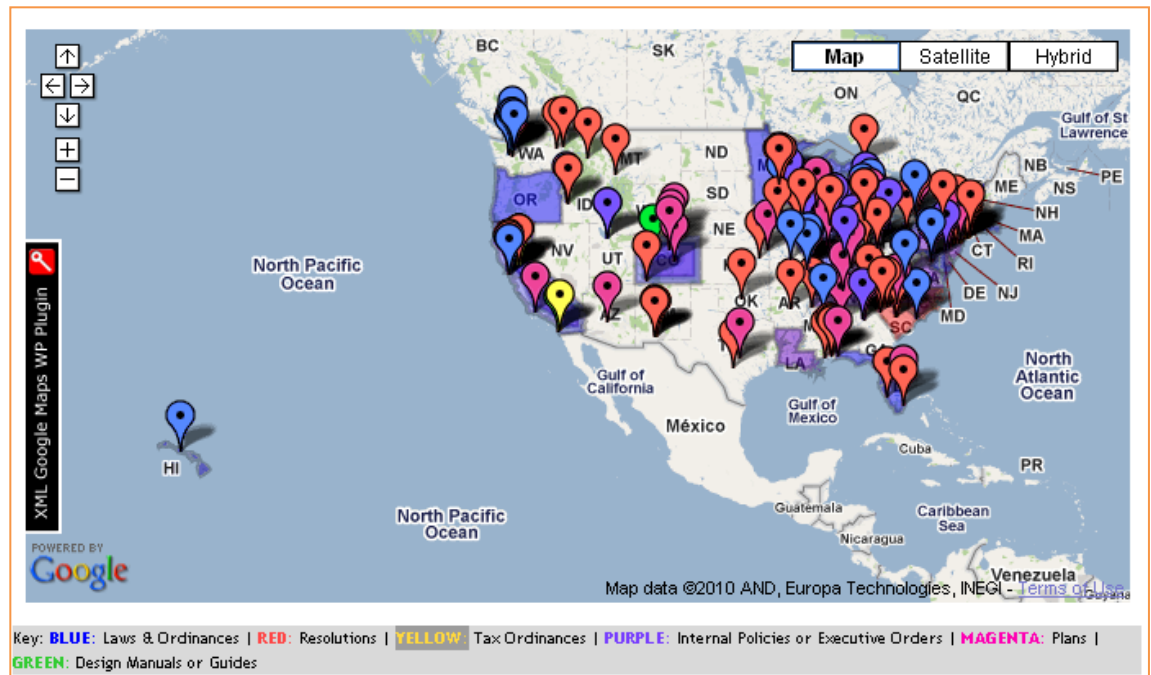 BC
SK
Map Satellite Hybrid
ON
QC
Gulf of St
Lawrence
WA
MT
ND
NB
PE
ME
NS
OR
ID
SD
NH
NE
MA
NV
UT
CO
CT
RI
North Pacific
Ocean
DE
NJ
OK
AR
MD
AZ
SC
LA
North
Atlantic
Ocean
Gulf of
California
Gulf of
Mexico
México
HI
Cuba
PR
Guatemala
Caribbean
Sea
North Pacific
Ocean
Nicaragua
Venezuela
Guyana
XML Google Maps WP Plugin
POWERED BY
Google
Map data ©2010 AND, Europa Technologies, INEGI - Terms of Use
Key: BLUE: Laws & Ordinances | RED: Resolutions | YELLOW: Tax Ordinances | PURPLE: Internal Policies or Executive Orders | MAGENTA: Plans |
GREEN: Design Manuals or Guides